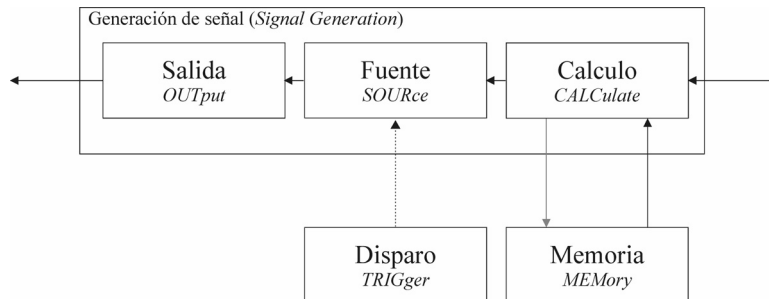 Generación de señal (Signal Generation)
Salida
OUTput
Fuente
SOURce
Calculo
CALCulate
Disparo
TRIGger
Memoria
MEMory